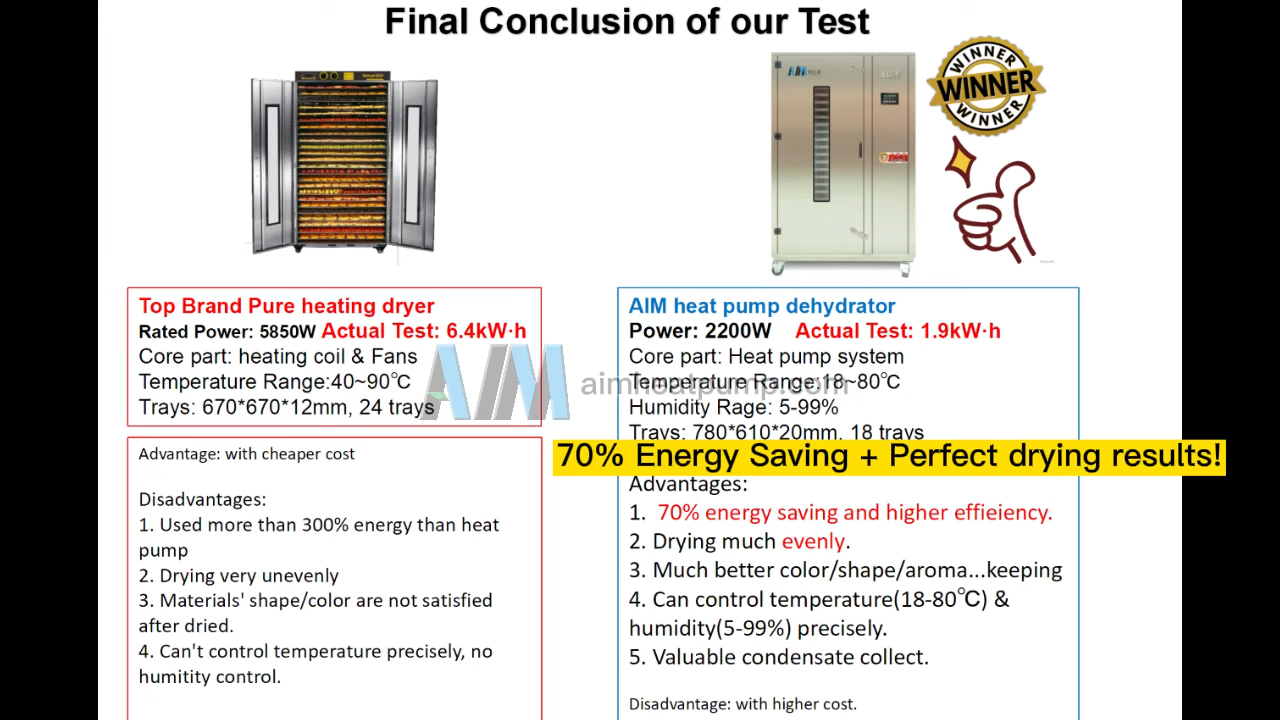 Final Conclusion of our Test
WINNER
WINNER
WINNER
AIM
Top Brand Pure heating dryer
Rated Power: 5850W Actual Test: 6.4kW·h
Core part: heating coil & Fans
Temperature Range:40~90℃
Trays: 670*670*12mm, 24 trays
Advantage: with cheaper cost
Disadvantages:
1. Used more than 300% energy than heat
pump
2. Drying very unevenly
3. Materials' shape/color are not satisfied
after dried.
4. Can't control temperature precisely, no
humitity control.
AIM heat pump dehydrator
Power: 2200W Actual Test: 1.9kW·h
Core part: Heat pump system
Temperature Range:18~80℃
Humidity Rage: 5-99%
Trays: 780*610*20mm, 18 trays
AIM aimheatpump.com
70% Energy Saving + Perfect drying results!
Advantages:
1. 70% energy saving and higher effieiency.
2. Drying much evenly.
3. Much better color/shape/aroma...keeping
4. Can control temperature(18-80℃) &
humidity(5-99%) precisely.
5. Valuable condensate collect.
Disadvantage: with higher cost.